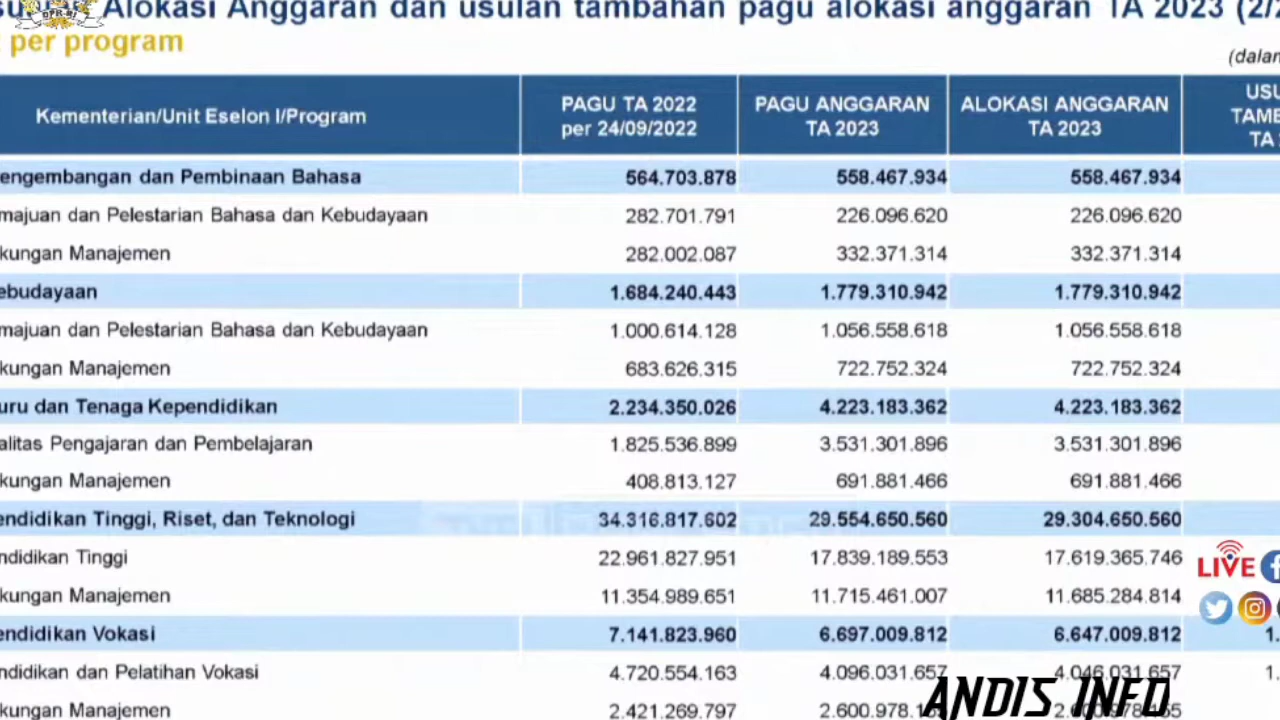 Alokasi Anggaran dan usulan tambahan pagu alokasi anggaran TA 2023 (2/2
per program
(dalam
Kementerian/Unit Eselon I/Program PAGU TA 2022 per 24/09/2022 PAGU ANGGARAN TA 2023 ALOKASI ANGGARAN TA 2023 USU TAMB TA
engembangan dan Pembinaan Bahasa 564.703.878 558.467.934 558.467.934
majuan dan Pelestarian Bahasa dan Kebudayaan 282.701.791 226.096.620 226.096.620
kungan Manajemen 282.002.087 332.371.314 332.371.314
ebudayaan 1.684.240.443 1.779.310.942 1.779.310.942
majuan dan Pelestarian Bahasa dan Kebudayaan 1.000.614.128 1.056.558.618 1.056.558.618
kungan Manajemen 683.626.315 722.752.324 722.752.324
uru dan Tenaga Kependidikan 2.234.350.026 4.223.183.362 4.223.183.362
alitas Pengajaran dan Pembelajaran 1.825.536.899 3.531.301.896 3.531.301.896
kungan Manajemen 408.813.127 691.881.466 691.881.466
endidikan Tinggi, Riset, dan Teknologi 34.316.817.602 29.554.650.560 29.304.650.560
ndidikan Tinggi 22.961.827.951 17.839.189.553 17.619.365.746
LIVE
kungan Manajemen 11.354.989.651 11.715.461.007 11.685.284.814
endidikan Vokasi 7.141.823.960 6.697.009.812 6.647.009.812 1.
ndidikan dan Pelatihan Vokasi 4.720.554.163 4.096.031.657 4.046.031.657 1.
kungan Manajemen 2.421.269.797
ANDIS INFO